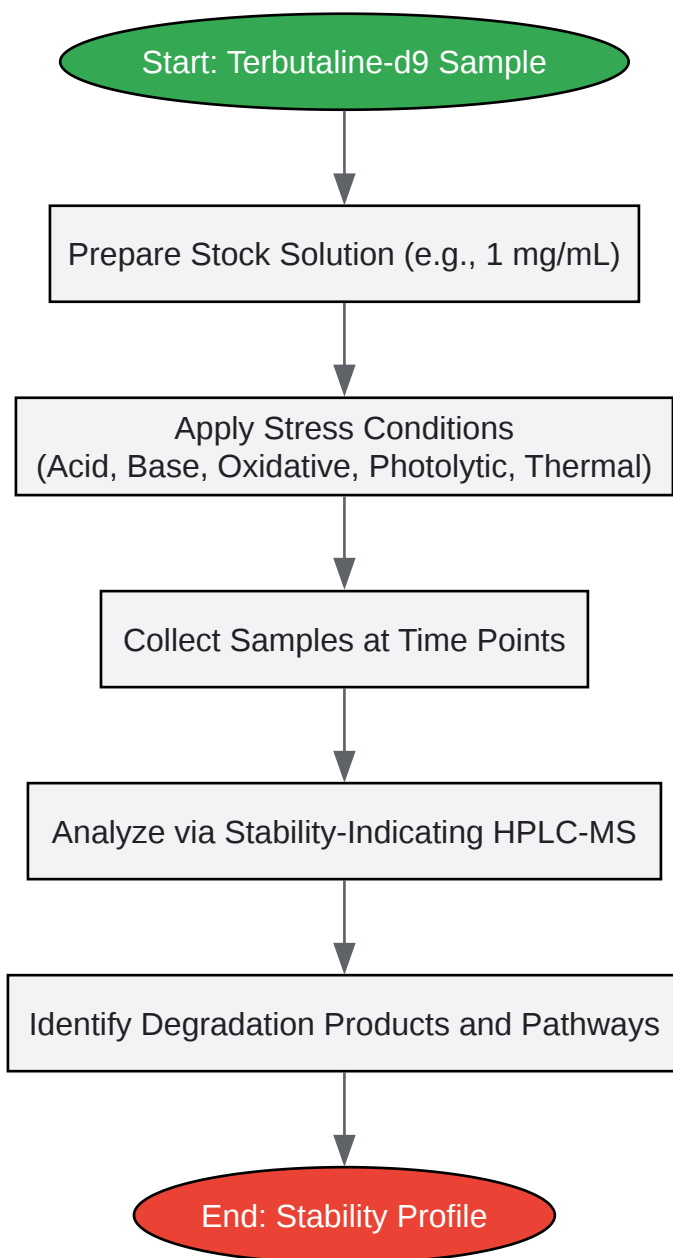 Start: Terbutaline-d9 Sample
Prepare Stock Solution (e.g., 1 mg/mL)
Apply Stress Conditions
(Acid, Base, Oxidative, Photolytic, Thermal)
Collect Samples at Time Points
Analyze via Stability-Indicating HPLC-MS
Identify Degradation Products and Pathways
End: Stability Profile